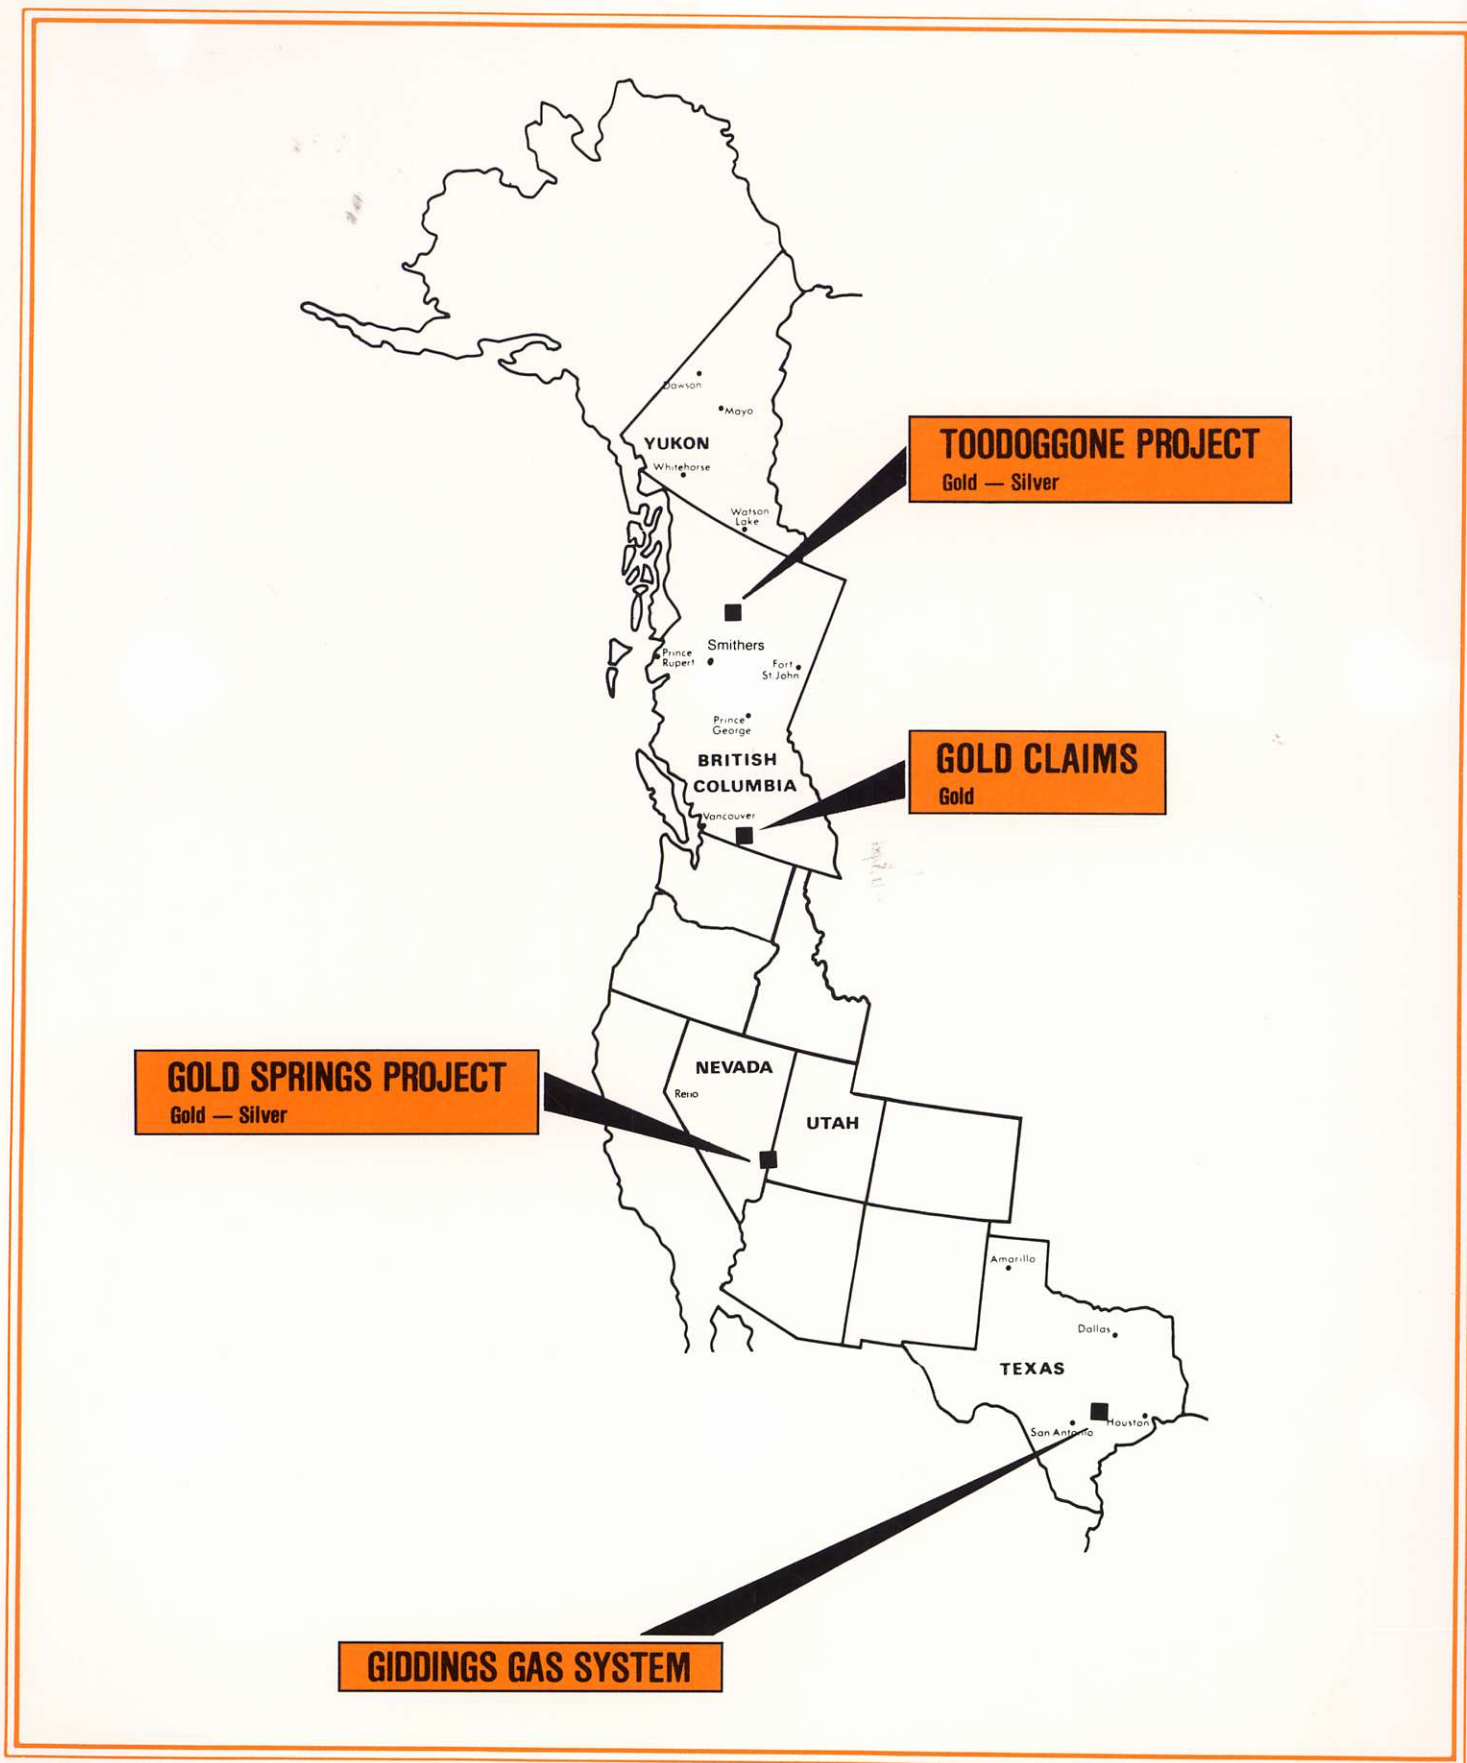 Dawson
Mayo
YUKON
Whitehorse
TOODOGGONE PROJECT
Gold — Silver
Watson
Lake
Smithers
Prince
Rupert
Fort
St. John
Prince
George
BRITISH
COLUMBIA
GOLD CLAIMS
Gold
Vancouver
GOLD SPRINGS PROJECT
Gold — Silver
NEVADA
Reno
UTAH
Amarillo
Dallas
TEXAS
Houston
San Antonio
GIDDINGS GAS SYSTEM